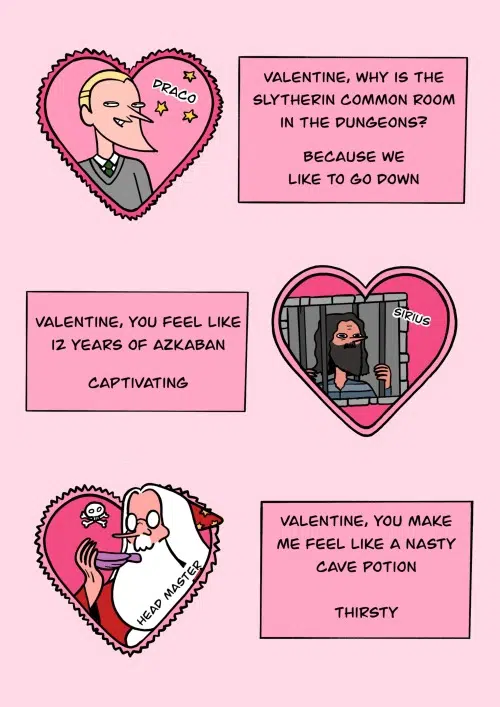 DRACO
VALENTINE, WHY IS THE
SLYTHERIN COMMON ROOM
IN THE DUNGEONS?
BECAUSE WE
LIKE TO GO DOWN
VALENTINE, YOU FEEL LIKE
12 YEARS OF AZKABAN
CAPTIVATING
SIRIUS
HEAD MASTER
VALENTINE, YOU MAKE
ME FEEL LIKE A NASTY
CAVE POTION
THIRSTY